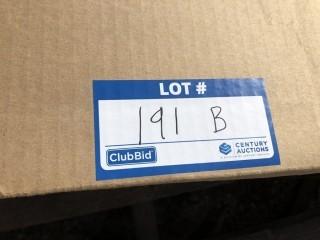 LOT #
191 B
ClubBid
CENTURY
AUCTIONS